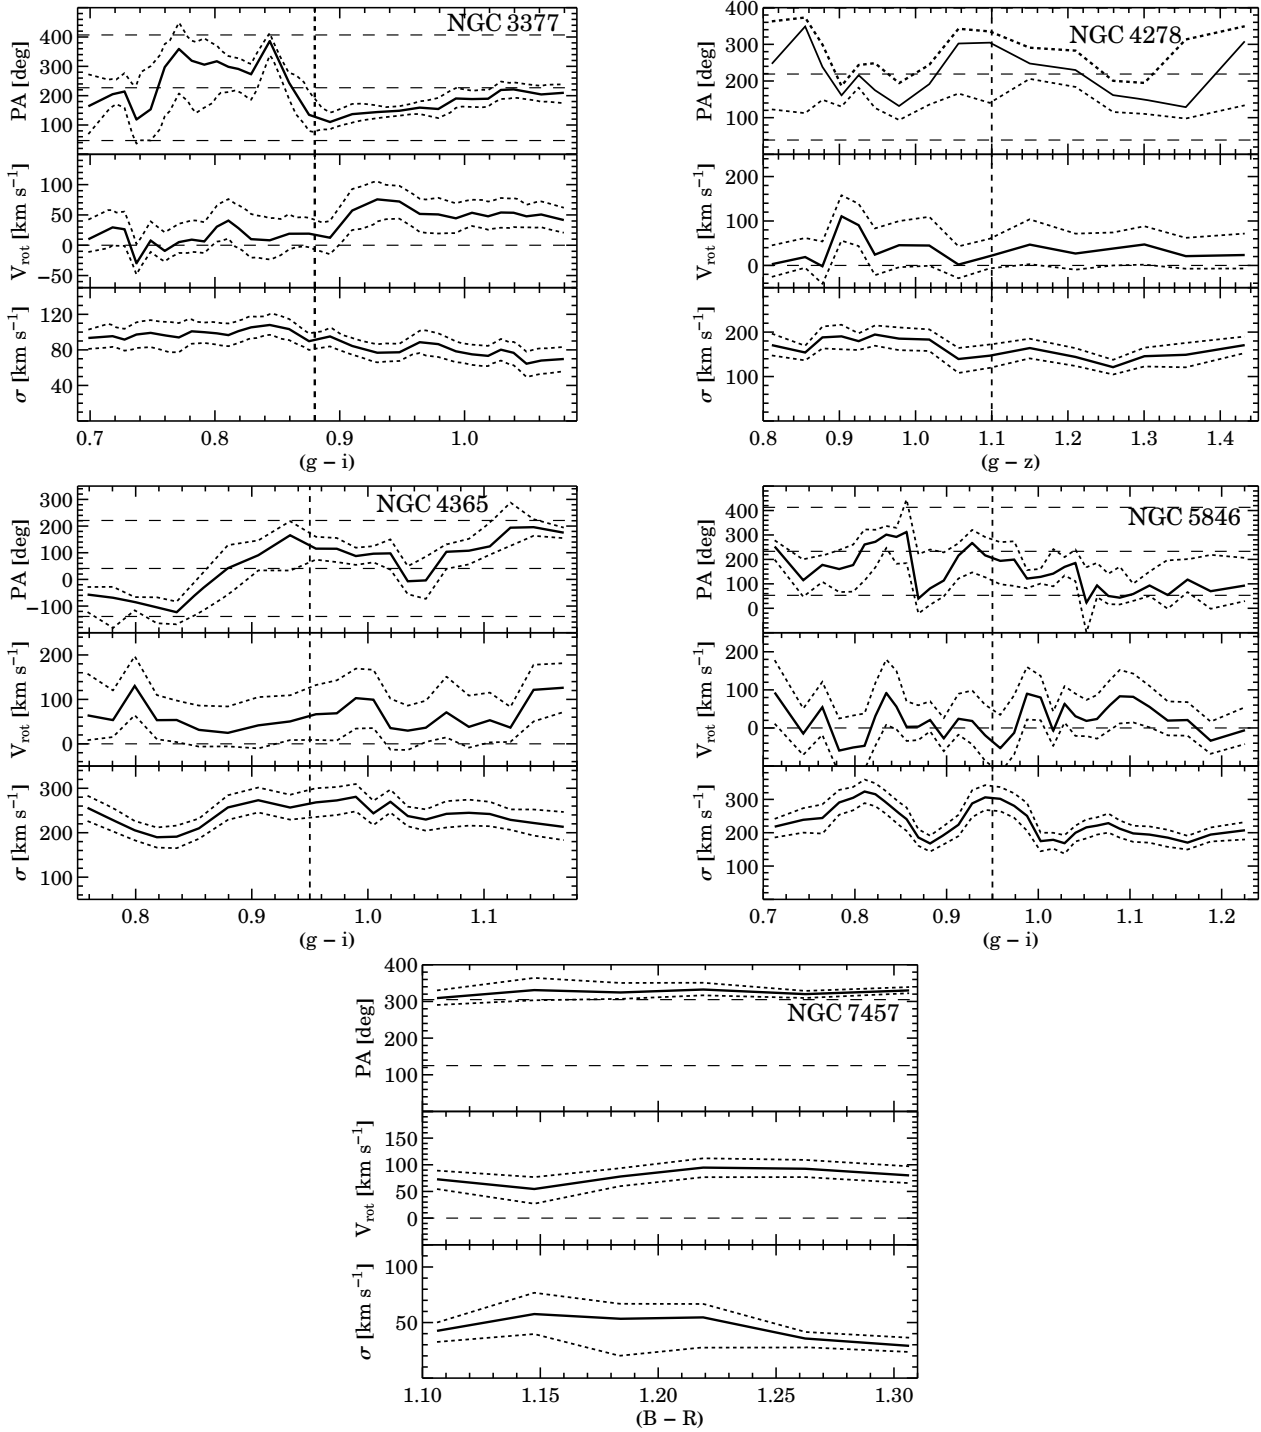 NGC 3377
PA [deg]
400
300
200
100
V_rot [km s⁻¹]
100
50
0
−50
σ [km s⁻¹]
120
80
40
0.7 0.8 0.9 1.0
(g − i)
NGC 4278
PA [deg]
400
300
200
100
V_rot [km s⁻¹]
200
100
0
σ [km s⁻¹]
200
100
0.8 0.9 1.0 1.1 1.2 1.3 1.4
(g − z)
NGC 4365
PA [deg]
300
200
100
0
−100
V_rot [km s⁻¹]
200
100
0
σ [km s⁻¹]
300
200
100
0.8 0.9 1.0 1.1
(g − i)
NGC 5846
PA [deg]
400
300
200
100
0
V_rot [km s⁻¹]
200
100
0
σ [km s⁻¹]
300
200
100
0.7 0.8 0.9 1.0 1.1 1.2
(g − i)
NGC 7457
PA [deg]
400
300
200
100
V_rot [km s⁻¹]
150
100
50
0
σ [km s⁻¹]
100
50
1.10 1.15 1.20 1.25 1.30
(B − R)